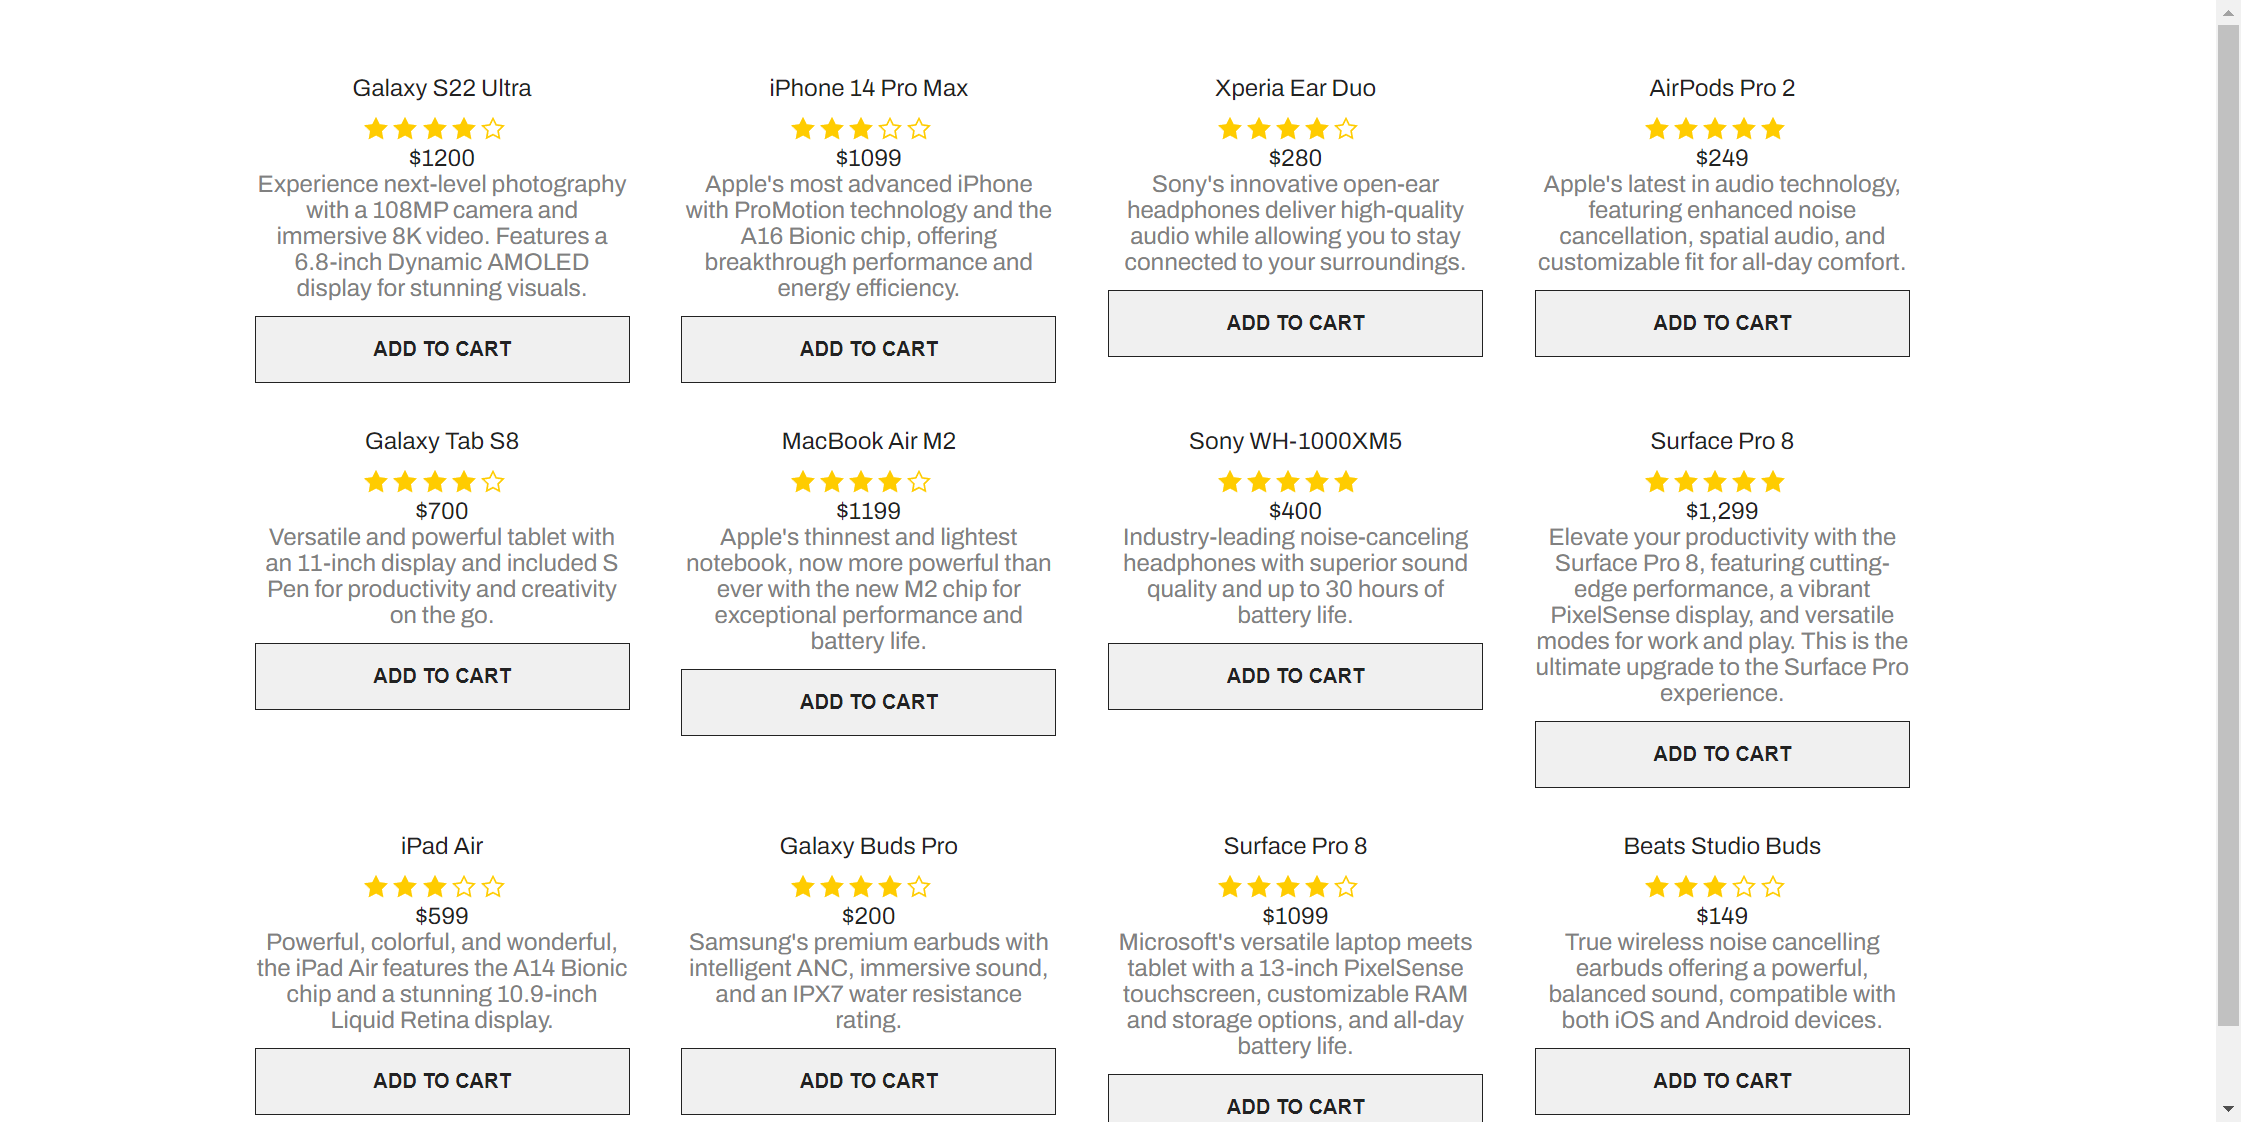 Galaxy S22 Ultra
$1200
Experience next-level photography
with a 108MP camera and
immersive 8K video. Features a
6.8-inch Dynamic AMOLED
display for stunning visuals.
ADD TO CART
iPhone 14 Pro Max
$1099
Apple's most advanced iPhone
with ProMotion technology and the
A16 Bionic chip, offering
breakthrough performance and
energy efficiency.
ADD TO CART
Xperia Ear Duo
$280
Sony's innovative open-ear
headphones deliver high-quality
audio while allowing you to stay
connected to your surroundings.
ADD TO CART
AirPods Pro 2
$249
Apple's latest in audio technology,
featuring enhanced noise
cancellation, spatial audio, and
customizable fit for all-day comfort.
ADD TO CART
Galaxy Tab S8
$700
Versatile and powerful tablet with
an 11-inch display and included S
Pen for productivity and creativity
on the go.
ADD TO CART
MacBook Air M2
$1199
Apple's thinnest and lightest
notebook, now more powerful than
ever with the new M2 chip for
exceptional performance and
battery life.
ADD TO CART
Sony WH-1000XM5
$400
Industry-leading noise-canceling
headphones with superior sound
quality and up to 30 hours of
battery life.
ADD TO CART
Surface Pro 8
$1,299
Elevate your productivity with the
Surface Pro 8, featuring cutting-
edge performance, a vibrant
PixelSense display, and versatile
modes for work and play. This is the
ultimate upgrade to the Surface Pro
experience.
ADD TO CART
iPad Air
$599
Powerful, colorful, and wonderful,
the iPad Air features the A14 Bionic
chip and a stunning 10.9-inch
Liquid Retina display.
ADD TO CART
Galaxy Buds Pro
$200
Samsung's premium earbuds with
intelligent ANC, immersive sound,
and an IPX7 water resistance
rating.
ADD TO CART
Surface Pro 8
$1099
Microsoft's versatile laptop meets
tablet with a 13-inch PixelSense
touchscreen, customizable RAM
and storage options, and all-day
battery life.
ADD TO CART
Beats Studio Buds
$149
True wireless noise cancelling
earbuds offering a powerful,
balanced sound, compatible with
both iOS and Android devices.
ADD TO CART